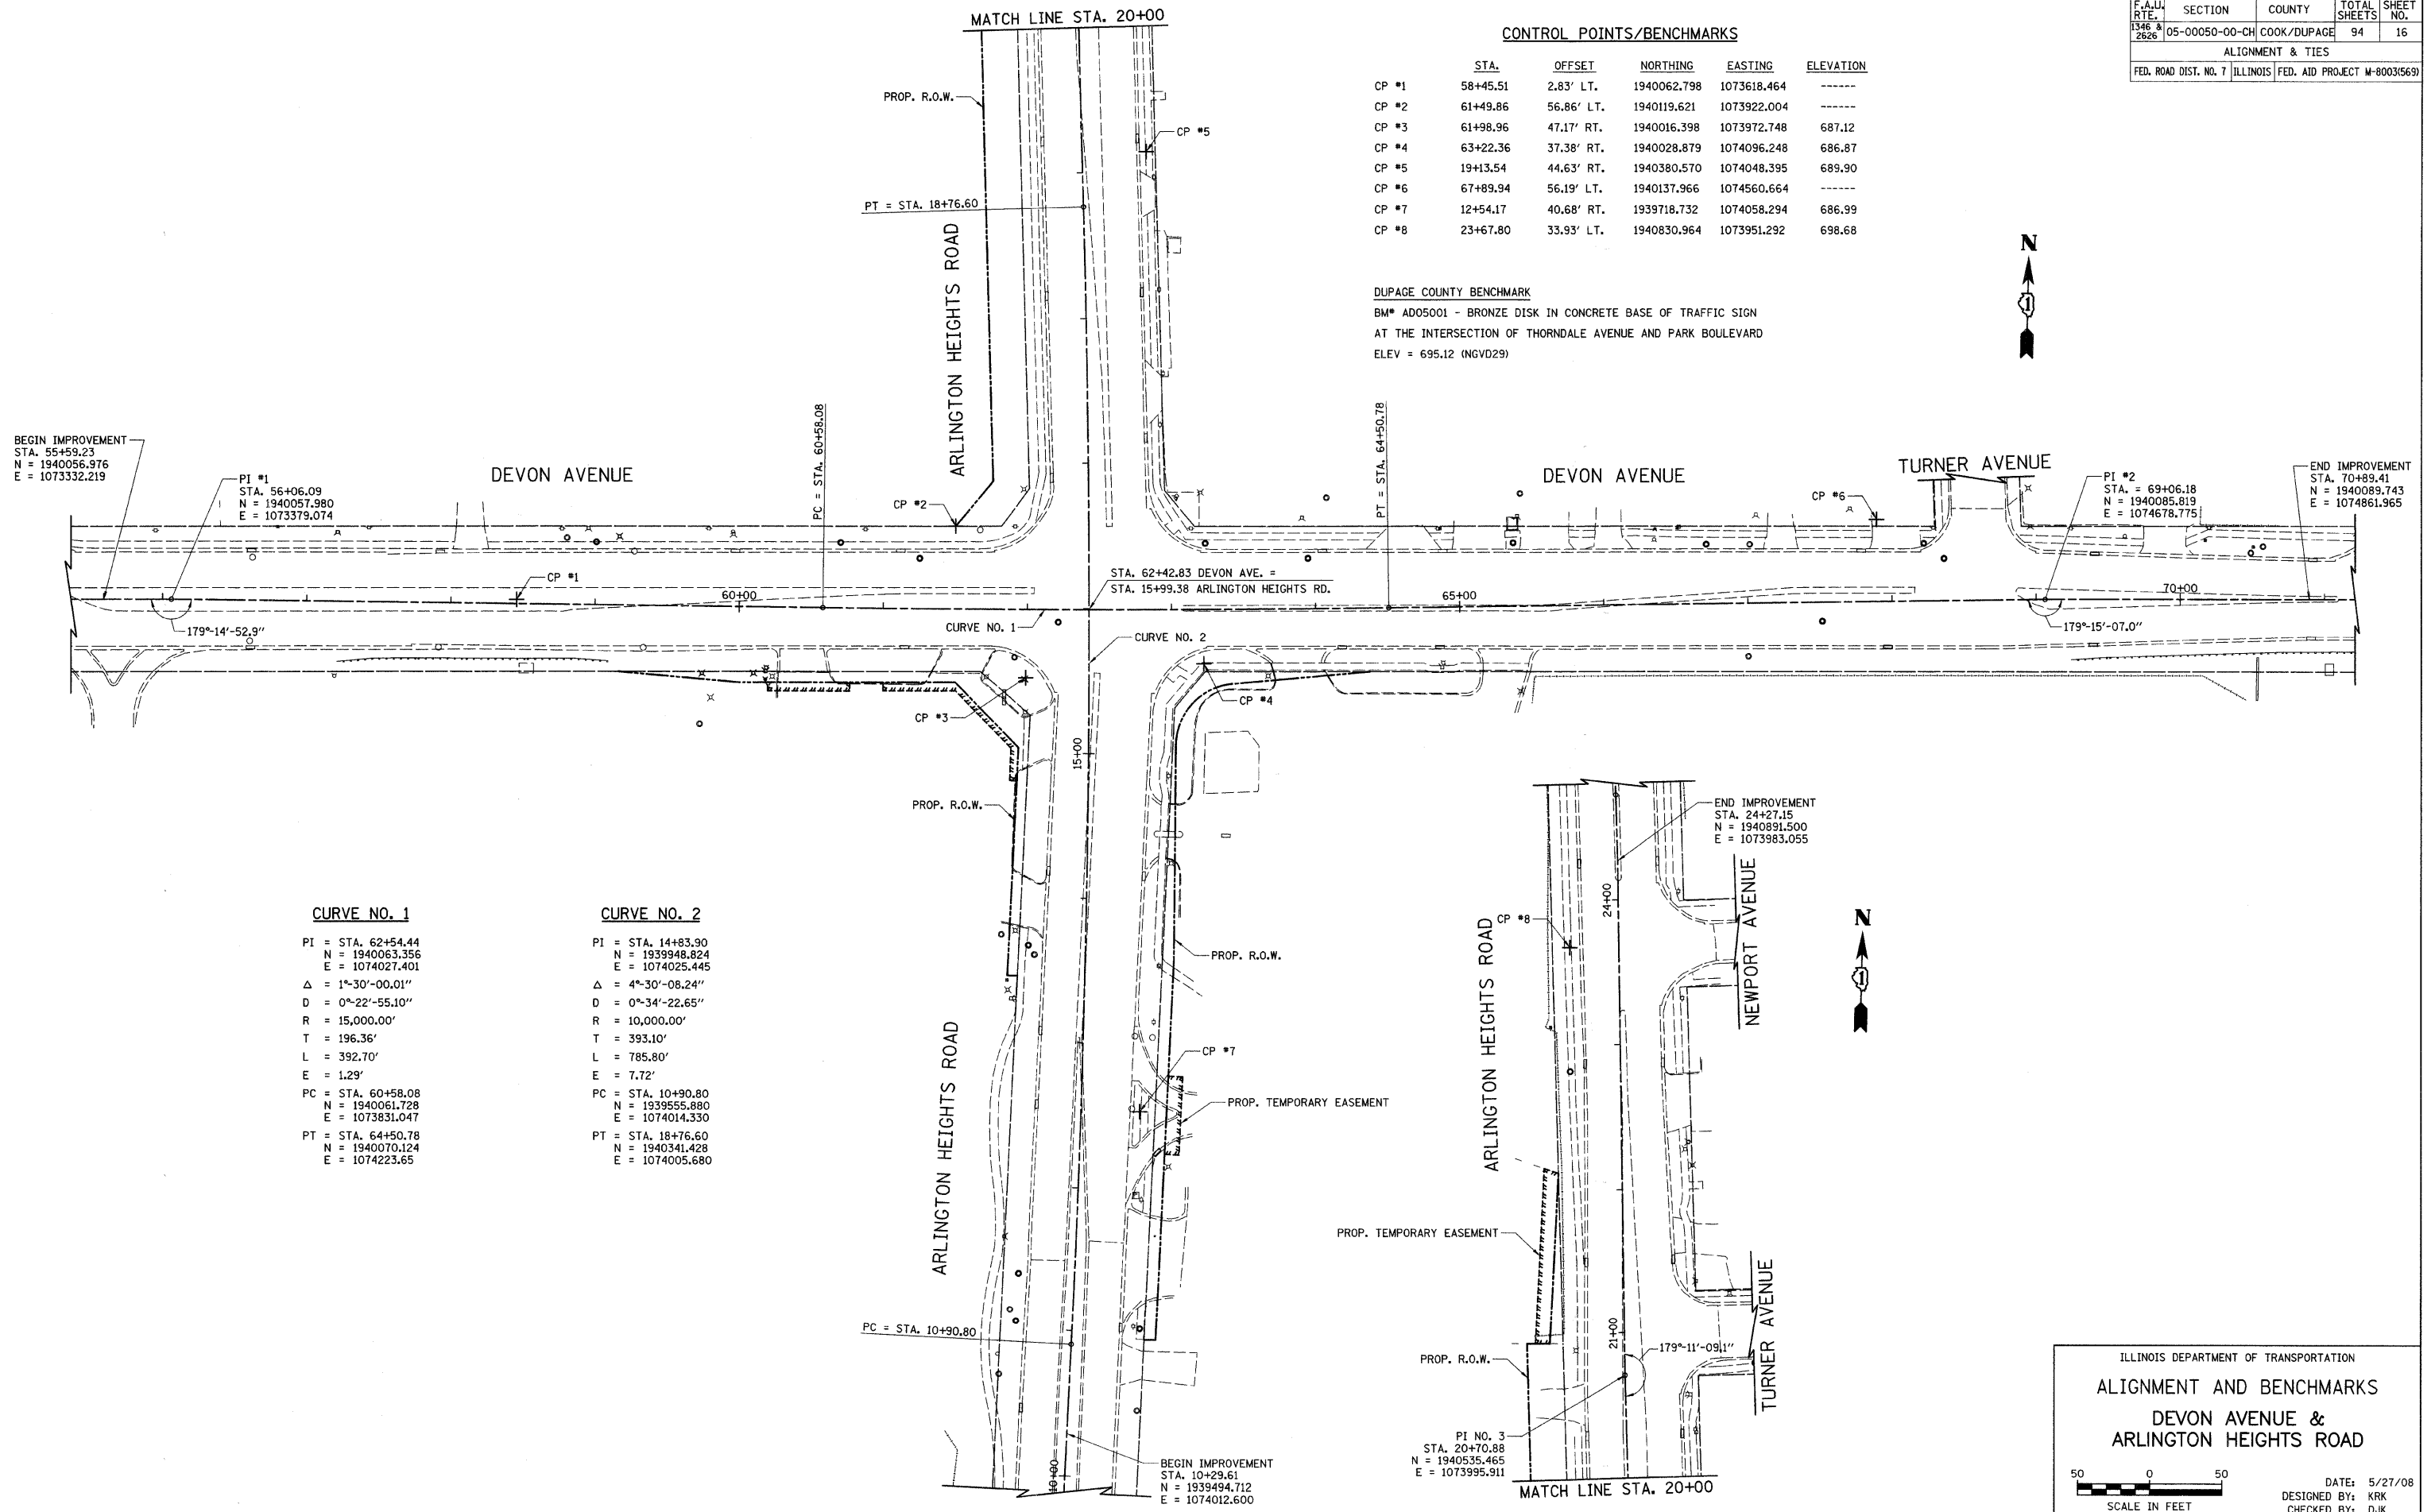 F.A.U. RTE. SECTION COUNTY TOTAL SHEETS SHEET NO.
1346 & 2626 05-00050-00-CH COOK/DUPAGE 94 16
ALIGNMENT & TIES
FED. ROAD DIST. NO. 7 ILLINOIS FED. AID PROJECT M-8003(569)
MATCH LINE STA. 20+00
CONTROL POINTS/BENCHMARKS
STA. OFFSET NORTHING EASTING ELEVATION
CP #1 58+45.51 2.83' LT. 1940062.798 1073618.464 ------
CP #2 61+49.86 56.86' LT. 1940119.621 1073922.004 ------
CP #3 61+98.96 47.17' RT. 1940016.398 1073972.748 687.12
CP #4 63+22.36 37.38' RT. 1940028.879 1074096.248 686.87
CP #5 19+13.54 44.63' RT. 1940380.570 1074048.395 689.90
CP #6 67+89.94 56.19' LT. 1940137.966 1074560.664 ------
CP #7 12+54.17 40.68' RT. 1939718.732 1074058.294 686.99
CP #8 23+67.80 33.93' LT. 1940830.964 1073951.292 698.68
DUPAGE COUNTY BENCHMARK
BM# AD05001 - BRONZE DISK IN CONCRETE BASE OF TRAFFIC SIGN
AT THE INTERSECTION OF THORNDALE AVENUE AND PARK BOULEVARD
ELEV = 695.12 (NGVD29)
N
1
PROP. R.O.W.
CP #5
PT = STA. 18+76.60
ARLINGTON HEIGHTS ROAD
BEGIN IMPROVEMENT
STA. 55+59.23
N = 1940056.976
E = 1073332.219
PI #1
STA. 56+06.09
N = 1940057.980
E = 1073379.074
DEVON AVENUE
PC = STA. 60+58.08
CP #2
PT = STA. 64+50.78
DEVON AVENUE
CP #6
TURNER AVENUE
PI #2
STA. = 69+06.18
N = 1940085.819
E = 1074678.775
END IMPROVEMENT
STA. 70+89.41
N = 1940089.743
E = 1074861.965
CP #1
60+00
STA. 62+42.83 DEVON AVE. =
STA. 15+99.38 ARLINGTON HEIGHTS RD.
65+00
70+00
179°-14'-52.9"
CURVE NO. 1
CURVE NO. 2
179°-15'-07.0"
CP #3
CP #4
15+00
PROP. R.O.W.
CURVE NO. 1
PI = STA. 62+54.44
N = 1940063.356
E = 1074027.401
Δ = 1°-30'-00.01"
D = 0°-22'-55.10"
R = 15,000.00'
T = 196.36'
L = 392.70'
E = 1.29'
PC = STA. 60+58.08
N = 1940061.728
E = 1073831.047
PT = STA. 64+50.78
N = 1940070.124
E = 1074223.65
CURVE NO. 2
PI = STA. 14+83.90
N = 1939948.824
E = 1074025.445
Δ = 4°-30'-08.24"
D = 0°-34'-22.65"
R = 10,000.00'
T = 393.10'
L = 785.80'
E = 7.72'
PC = STA. 10+90.80
N = 1939555.880
E = 1074014.330
PT = STA. 18+76.60
N = 1940341.428
E = 1074005.680
PROP. R.O.W.
ARLINGTON HEIGHTS ROAD
CP #7
PROP. TEMPORARY EASEMENT
PC = STA. 10+90.80
10+00
BEGIN IMPROVEMENT
STA. 10+29.61
N = 1939494.712
E = 1074012.600
END IMPROVEMENT
STA. 24+27.15
N = 1940891.500
E = 1073983.055
24+00
CP #8
ARLINGTON HEIGHTS ROAD
NEWPORT AVENUE
N
1
PROP. TEMPORARY EASEMENT
21+00
179°-11'-09.1"
TURNER AVENUE
PROP. R.O.W.
PI NO. 3
STA. 20+70.88
N = 1940535.465
E = 1073995.911
MATCH LINE STA. 20+00
ILLINOIS DEPARTMENT OF TRANSPORTATION
ALIGNMENT AND BENCHMARKS
DEVON AVENUE &
ARLINGTON HEIGHTS ROAD
50 0 50
SCALE IN FEET
DATE: 5/27/08
DESIGNED BY: KRK
CHECKED BY: DJK